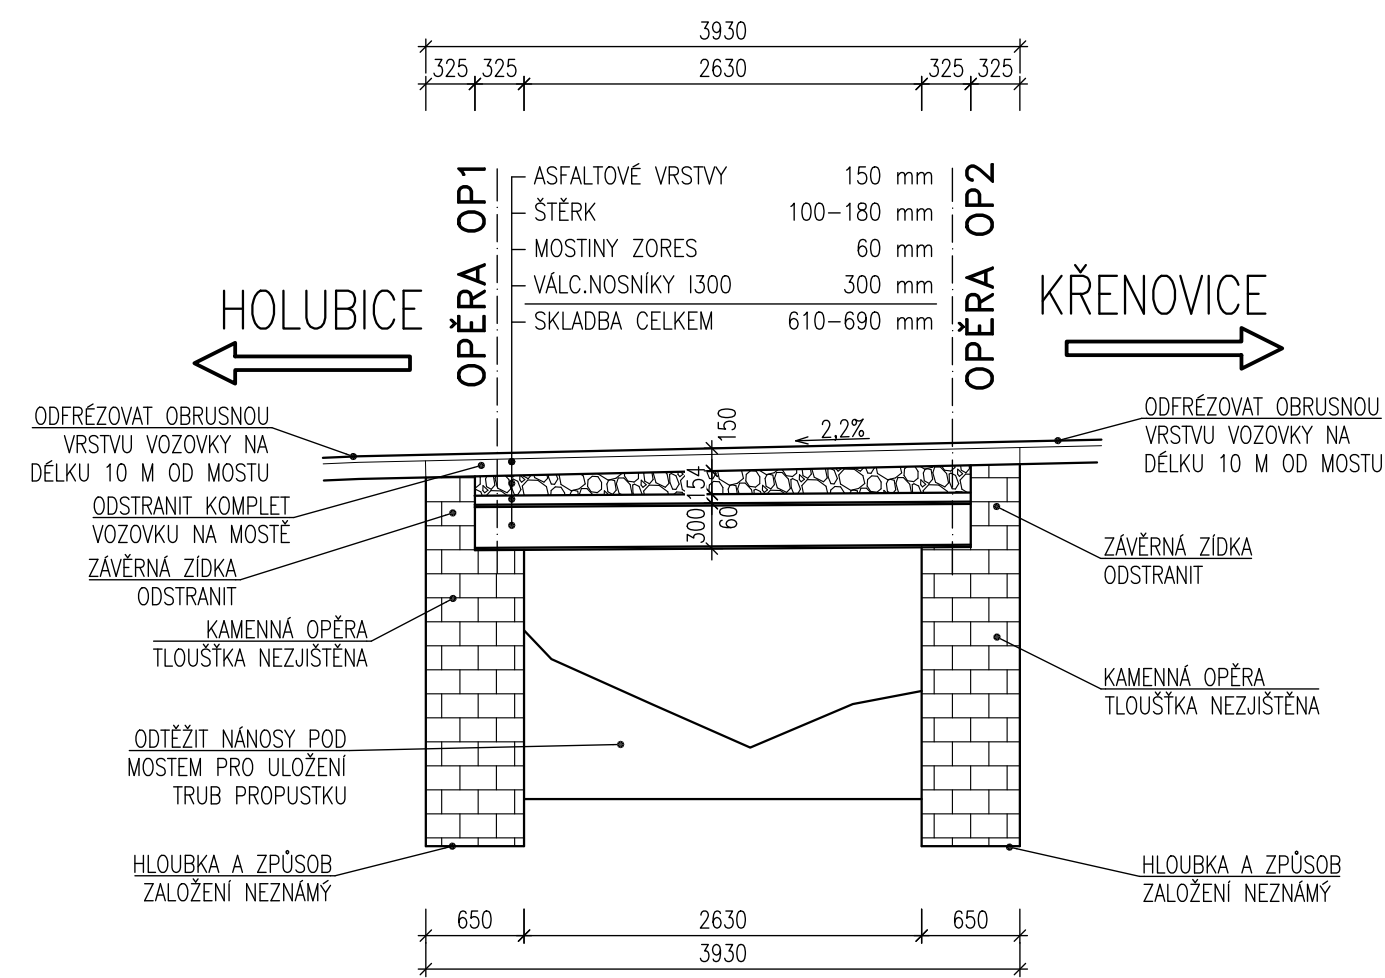 3930
325 325 2630 325 325
OPĚRA OP1
ASFALTOVÉ VRSTVY 150 mm
ŠTĚRK 100-180 mm
MOSTINY ZORES 60 mm
VÁLC.NOSNÍKY I300 300 mm
SKLADBA CELKEM 610-690 mm
OPĚRA OP2
HOLUBICE
KŘENOVICE
ODFRÉZOVAT OBRUSNOU
VRSTVU VOZOVKY NA
DÉLKU 10 M OD MOSTU
ODSTRANIT KOMPLET
VOZOVKU NA MOSTĚ
ZÁVĚRNÁ ZÍDKA
ODSTRANIT
KAMENNÁ OPĚRA
TLOUŠŤKA NEZJIŠTĚNA
ODTĚŽIT NÁNOSY POD
MOSTEM PRO ULOŽENÍ
TRUB PROPUSTKU
HLOUBKA A ZPŮSOB
ZALOŽENÍ NEZNÁMÝ
150
2,2%
154
300
60
ODFRÉZOVAT OBRUSNOU
VRSTVU VOZOVKY NA
DÉLKU 10 M OD MOSTU
ZÁVĚRNÁ ZÍDKA
ODSTRANIT
KAMENNÁ OPĚRA
TLOUŠŤKA NEZJIŠTĚNA
HLOUBKA A ZPŮSOB
ZALOŽENÍ NEZNÁMÝ
650 2630 650
3930